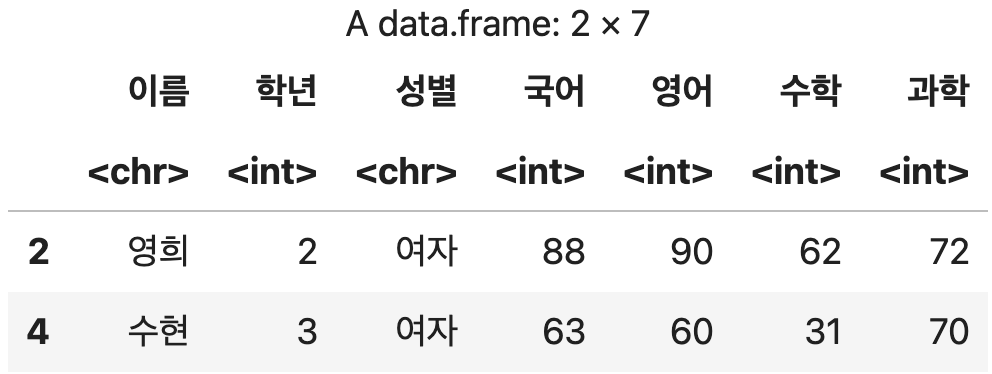 A data.frame: 2 × 7
이름 학년 성별 국어 영어 수학 과학
<chr> <int> <chr> <int> <int> <int> <int>
2 영희 2 여자 88 90 62 72
4 수현 3 여자 63 60 31 70